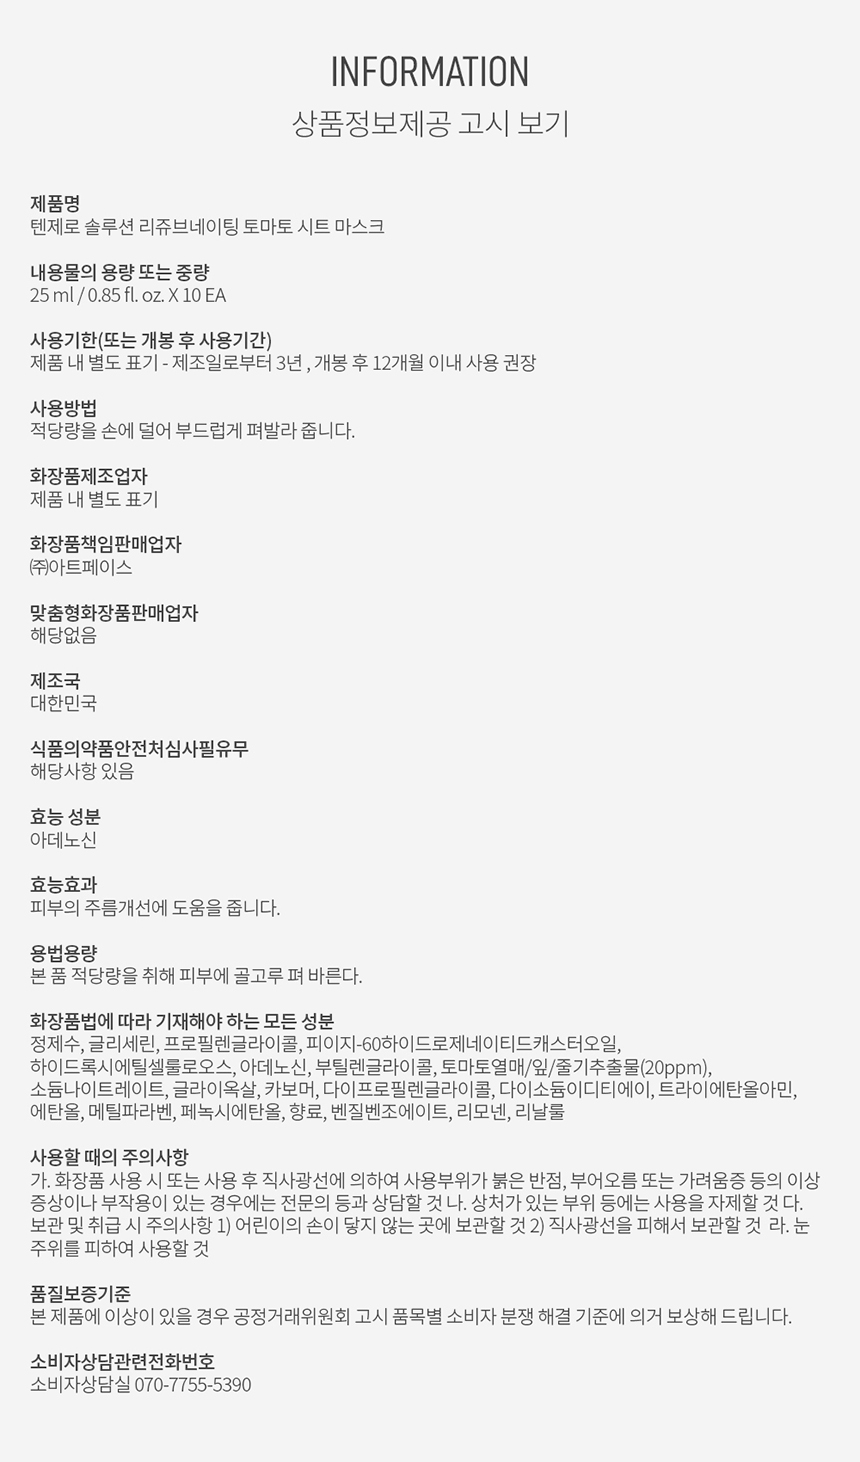 INFORMATION
상품정보제공 고시 보기
제품명
텐제로 솔루션 리쥬브네이팅 토마토 시트 마스크
내용물의 용량 또는 중량
25 ml / 0.85 fl. oz. X 10 EA
사용기한(또는 개봉 후 사용기간)
제품 내 별도 표기 - 제조일로부터 3년 , 개봉 후 12개월 이내 사용 권장
사용방법
적당량을 손에 덜어 부드럽게 펴발라 줍니다.
화장품제조업자
제품 내 별도 표기
화장품책임판매업자
㈜아트페이스
맞춤형화장품판매업자
해당없음
제조국
대한민국
식품의약품안전처심사필유무
해당사항 있음
효능 성분
아데노신
효능효과
피부의 주름개선에 도움을 줍니다.
용법용량
본 품 적당량을 취해 피부에 골고루 펴 바른다.
화장품법에 따라 기재해야 하는 모든 성분
정제수, 글리세린, 프로필렌글라이콜, 피이지-60하이드로제네이티드캐스터오일,
하이드록시에틸셀룰로오스, 아데노신, 부틸렌글라이콜, 토마토열매/잎/줄기추출물(20ppm),
소듐나이트레이트, 글라이옥살, 카보머, 다이프로필렌글라이콜, 다이소듐이디티에이, 트라이에탄올아민,
에탄올, 메틸파라벤, 페녹시에탄올, 향료, 벤질벤조에이트, 리모넨, 리날룰
사용할 때의 주의사항
가. 화장품 사용 시 또는 사용 후 직사광선에 의하여 사용부위가 붉은 반점, 부어오름 또는 가려움증 등의 이상
증상이나 부작용이 있는 경우에는 전문의 등과 상담할 것 나. 상처가 있는 부위 등에는 사용을 자제할 것 다.
보관 및 취급 시 주의사항 1) 어린이의 손이 닿지 않는 곳에 보관할 것 2) 직사광선을 피해서 보관할 것 라. 눈
주위를 피하여 사용할 것
품질보증기준
본 제품에 이상이 있을 경우 공정거래위원회 고시 품목별 소비자 분쟁 해결 기준에 의거 보상해 드립니다.
소비자상담관련전화번호
소비자상담실 070-7755-5390